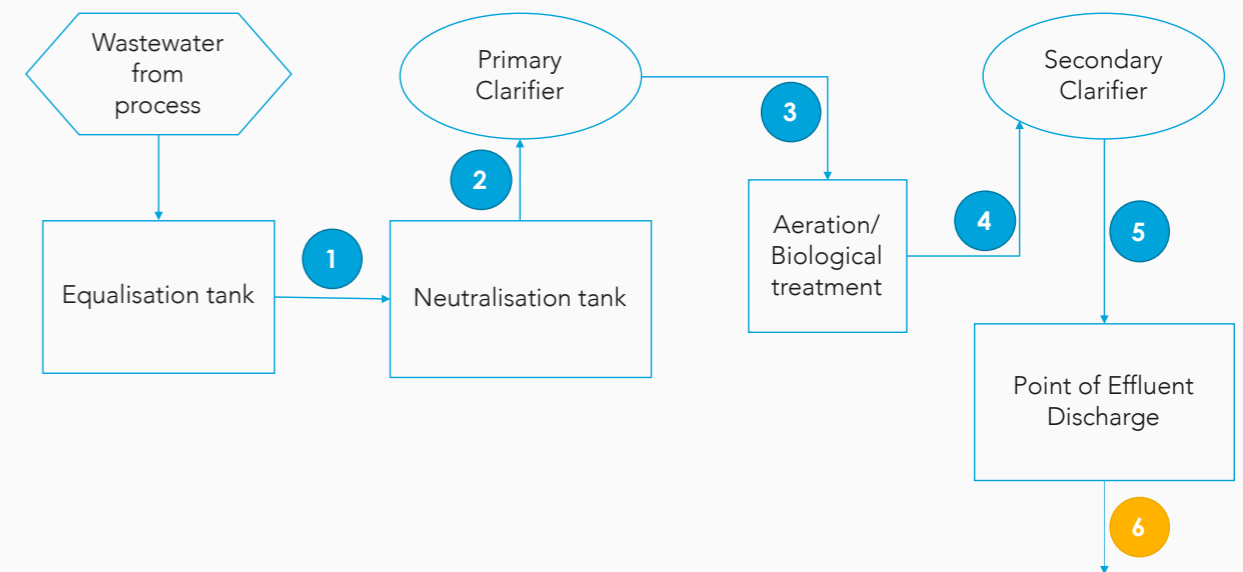 Wastewater
from
process
Equalisation tank
1
Neutralisation tank
2
Primary
Clarifier
3
Aeration/
Biological
treatment
4
Secondary
Clarifier
5
Point of Effluent
Discharge
6